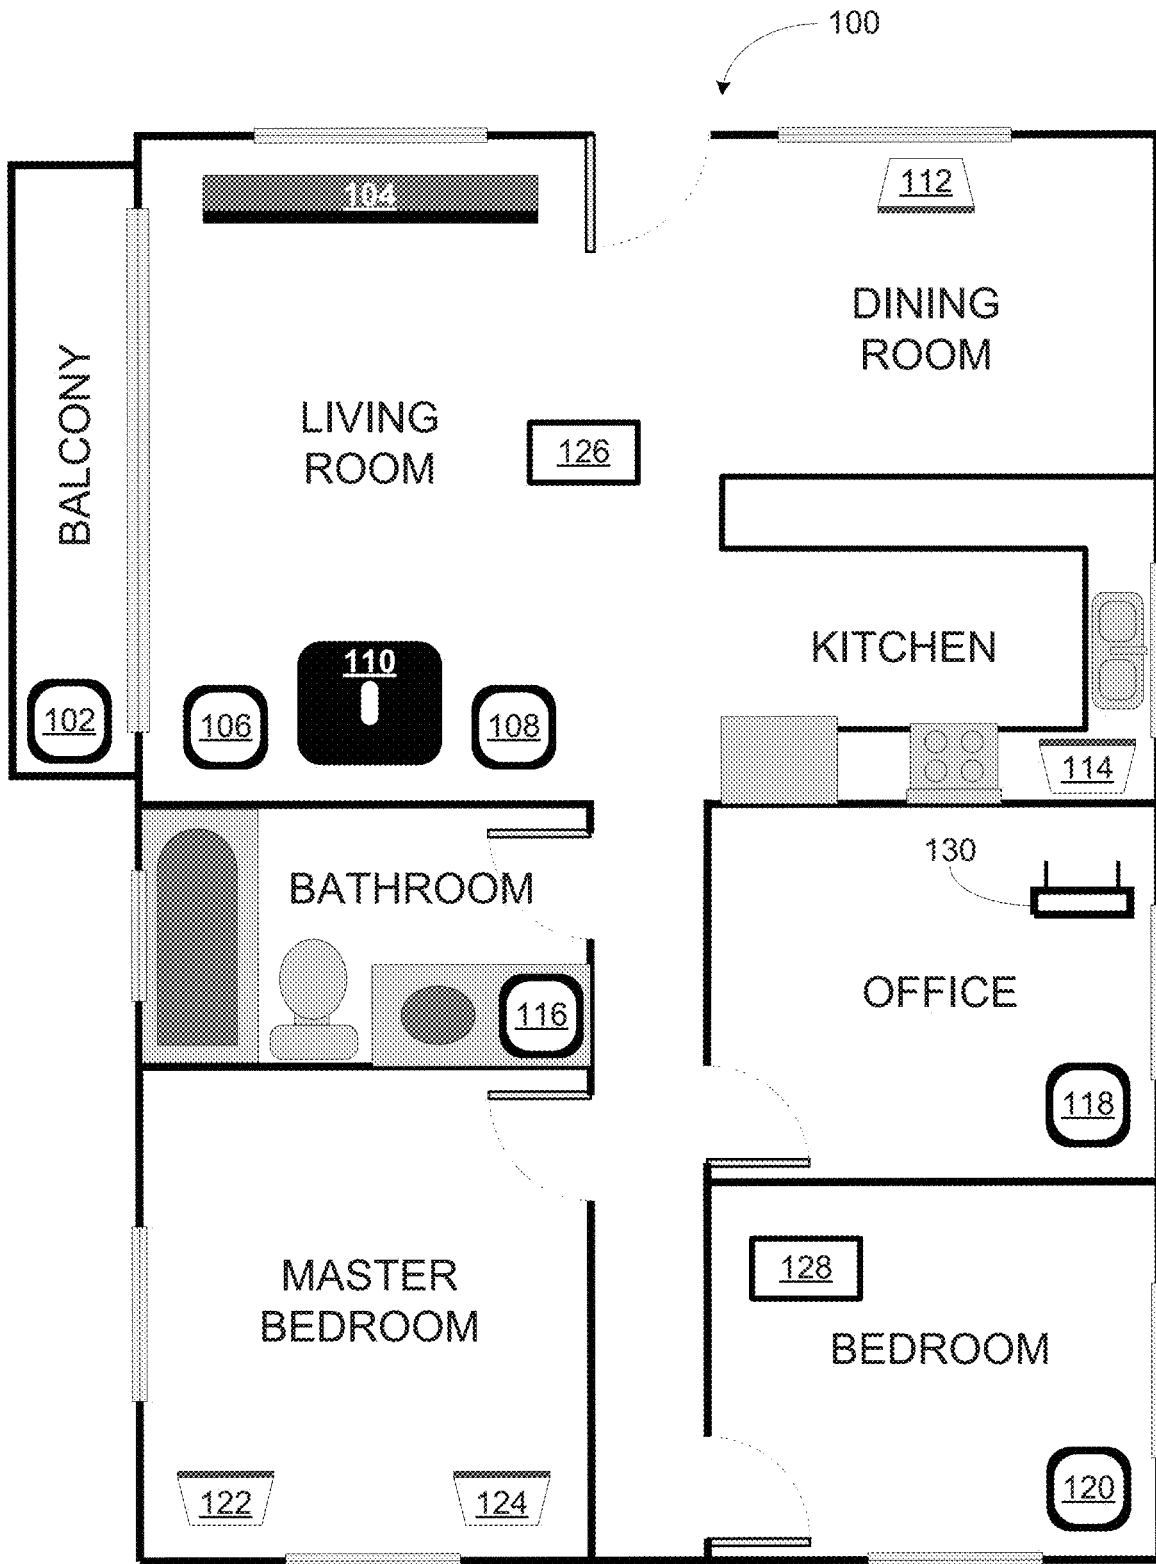 100
104
112
DINING
ROOM
BALCONY
LIVING
ROOM
126
KITCHEN
110
102
106
108
114
130
BATHROOM
OFFICE
116
118
128
MASTER
BEDROOM
BEDROOM
122
124
120